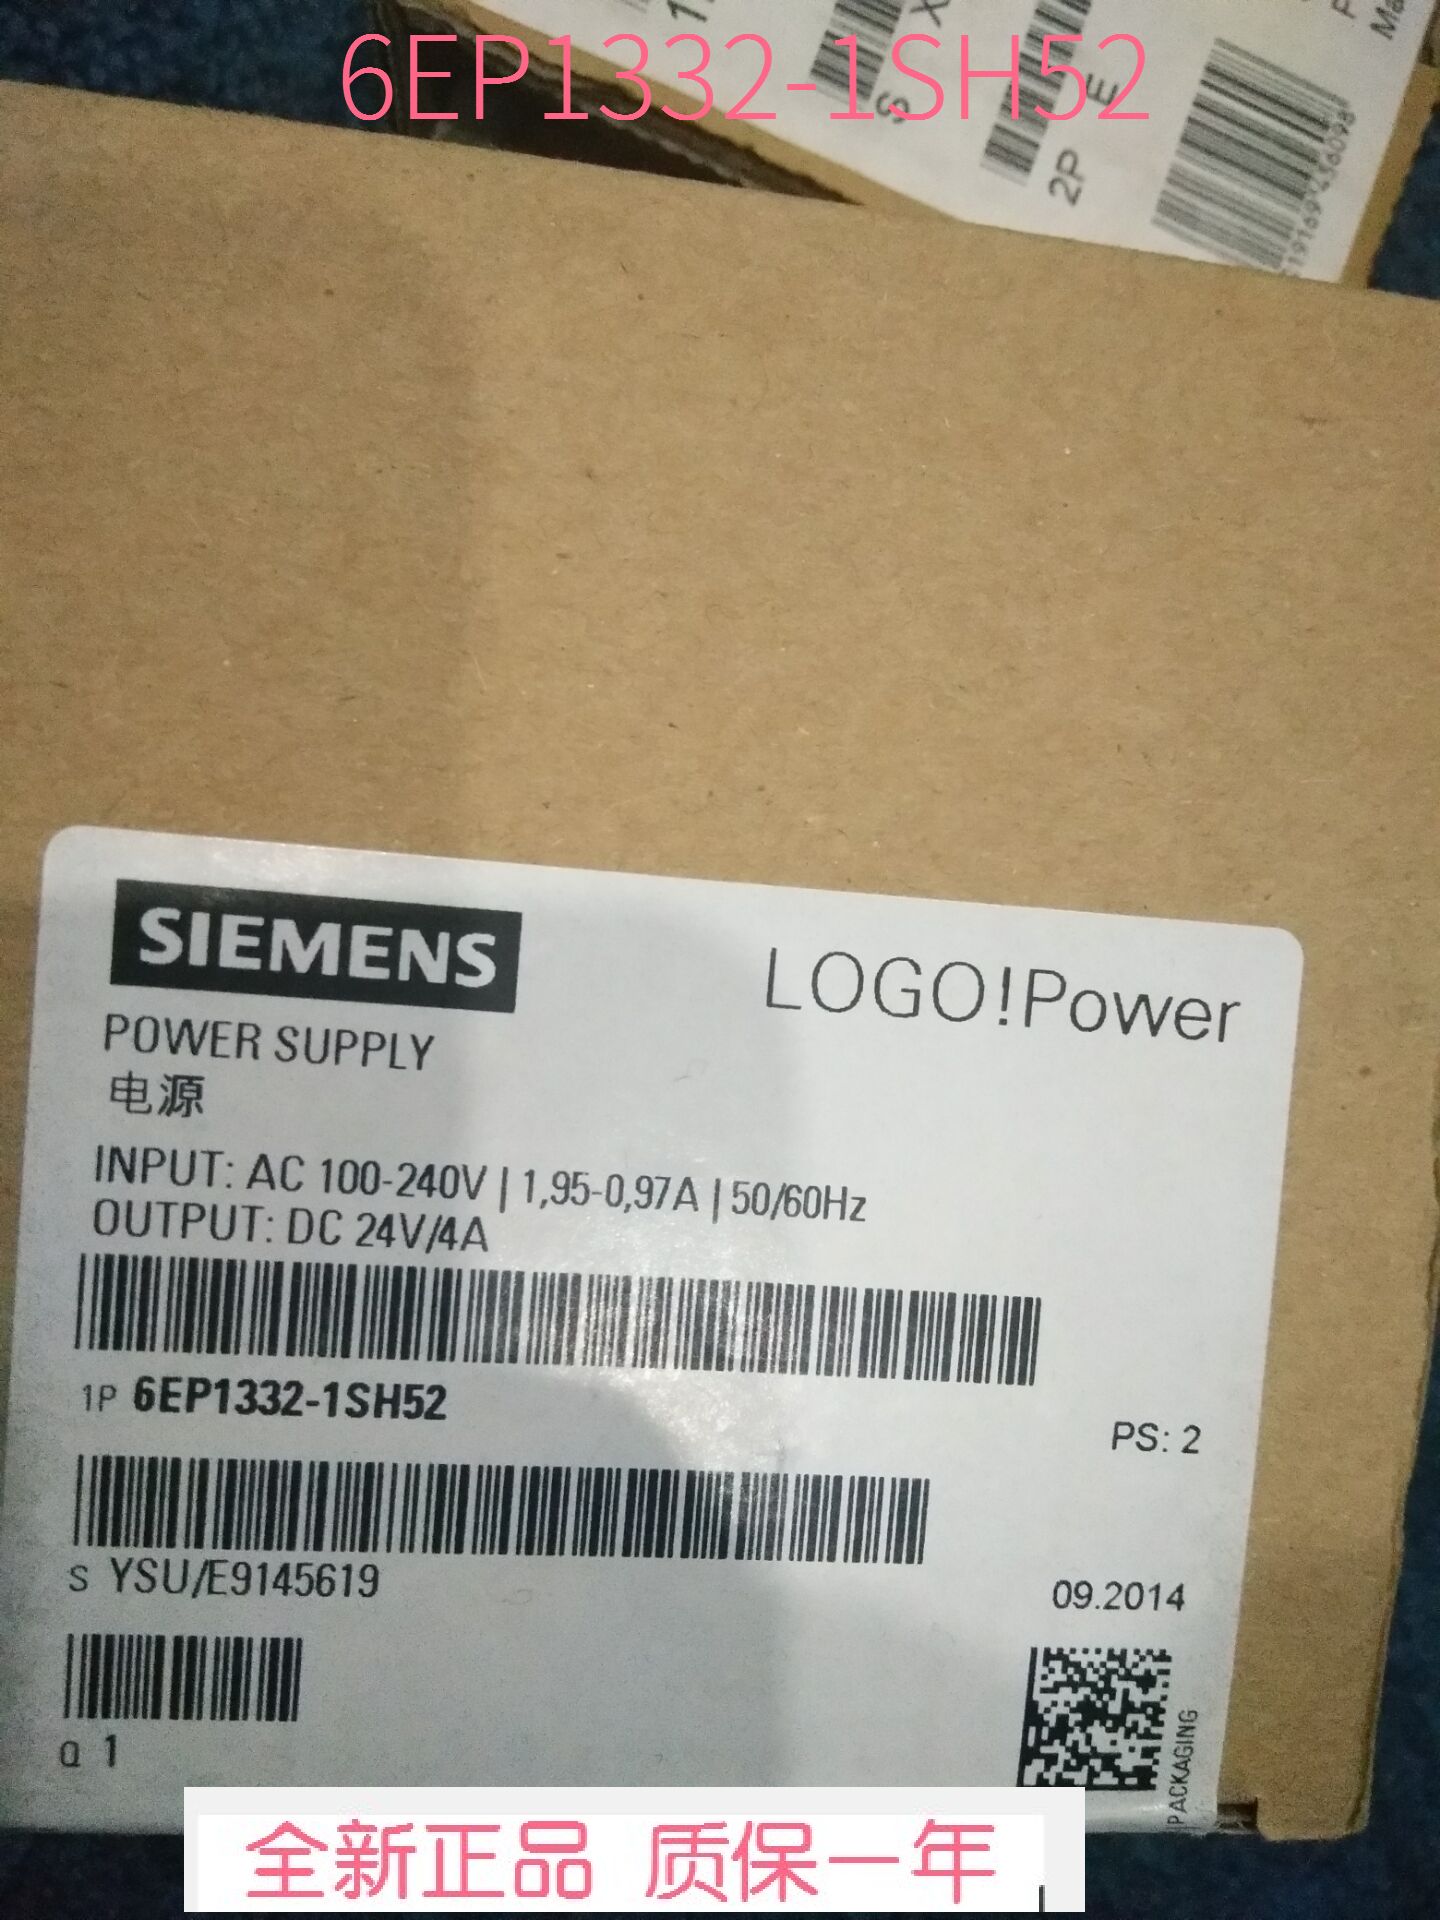 6EP1332-1SH52
S X
2P E
SIEMENS
LOGO!Power
POWER SUPPLY
电源
INPUT: AC 100-240V | 1,95-0,97A | 50/60Hz
OUTPUT: DC 24V/4A
1P 6EP1332-1SH52
PS: 2
S YSU/E9145619
09.2014
Q 1
PACKAGING
全新正品 质保一年